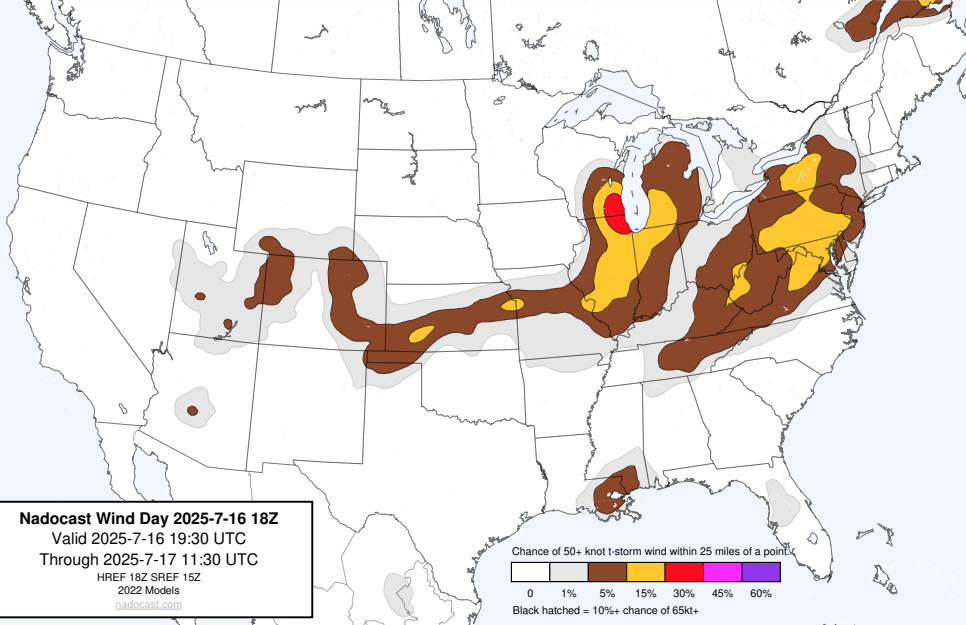 Nadocast Wind Day 2025-7-16 18Z
Valid 2025-7-16 19:30 UTC
Through 2025-7-17 11:30 UTC
HREF 18Z SREF 15Z
2022 Models
nadocast.com
Chance of 50+ knot t-storm wind within 25 miles of a point.
0 1% 5% 15% 30% 45% 60%
Black hatched = 10%+ chance of 65kt+